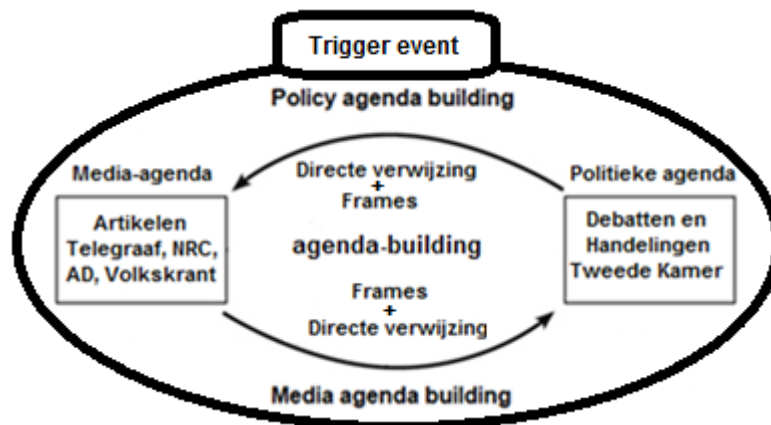 Trigger event
Policy agenda building
Media-agenda
Directe verwijzing
+
Frames
Politieke agenda
Artikelen
Telegraaf, NRC,
AD, Volkskrant
agenda-building
Debatten en
Handelingen
Tweede Kamer
Frames
+
Directe verwijzing
Media agenda building